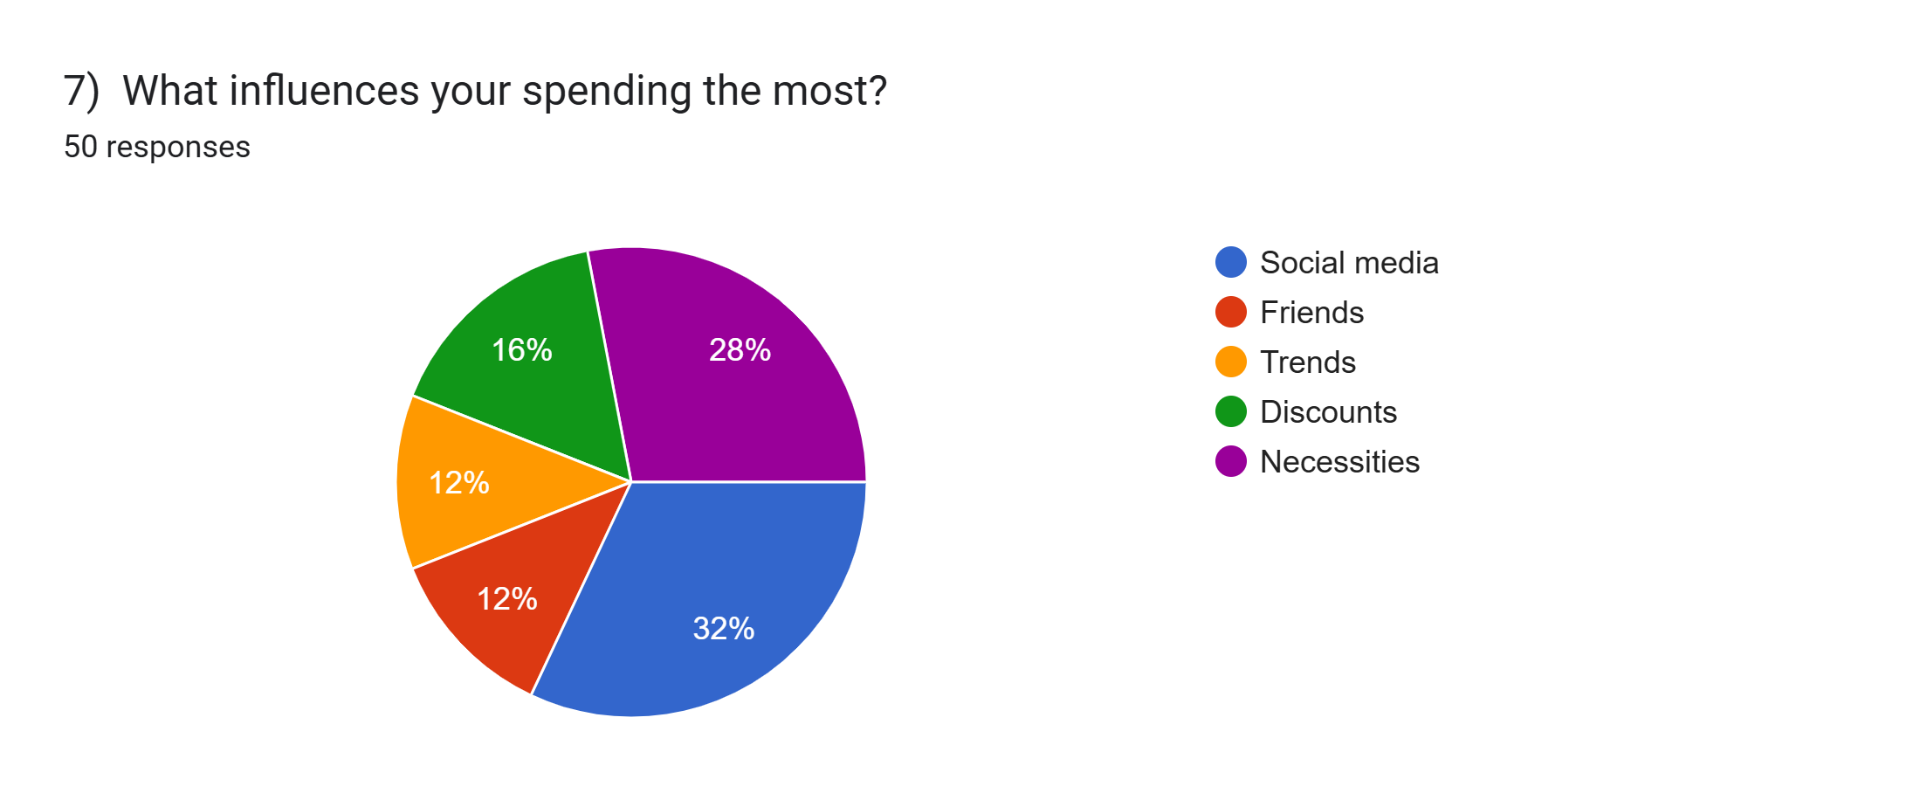 7) What influences your spending the most?
50 responses
28%
16%
12%
12%
32%
Social media
Friends
Trends
Discounts
Necessities